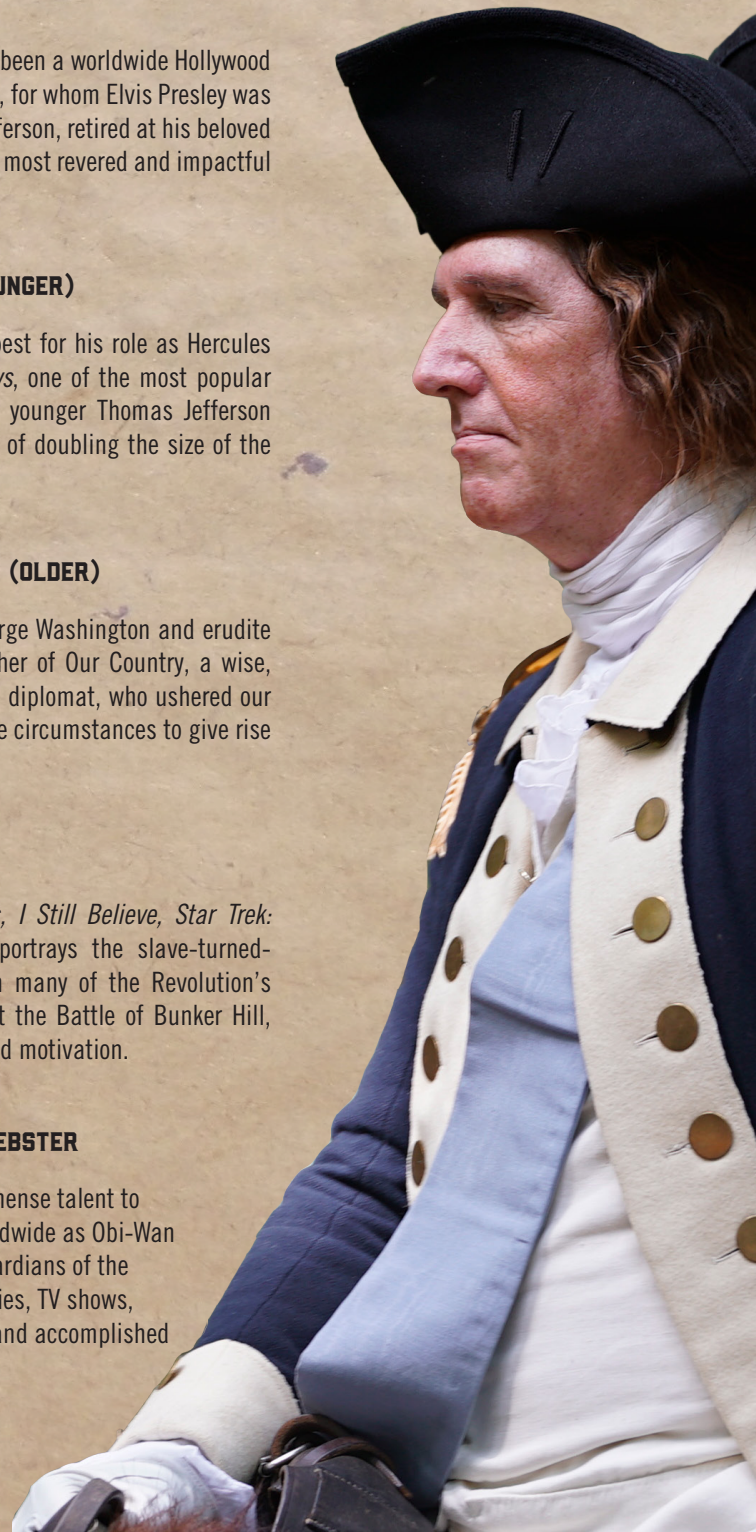 been a worldwide Hollywood
, for whom Elvis Presley was
ferson, retired at his beloved
most revered and impactful
UNGER)
best for his role as Hercules
ys, one of the most popular
younger Thomas Jefferson
of doubling the size of the
(OLDER)
rge Washington and erudite
her of Our Country, a wise,
diplomat, who ushered our
e circumstances to give rise
, I Still Believe, Star Trek:
portrays the slave-turned-
n many of the Revolution's
t the Battle of Bunker Hill,
d motivation.
EBSTER
mense talent to
ldwide as Obi-Wan
ardians of the
ies, TV shows,
and accomplished